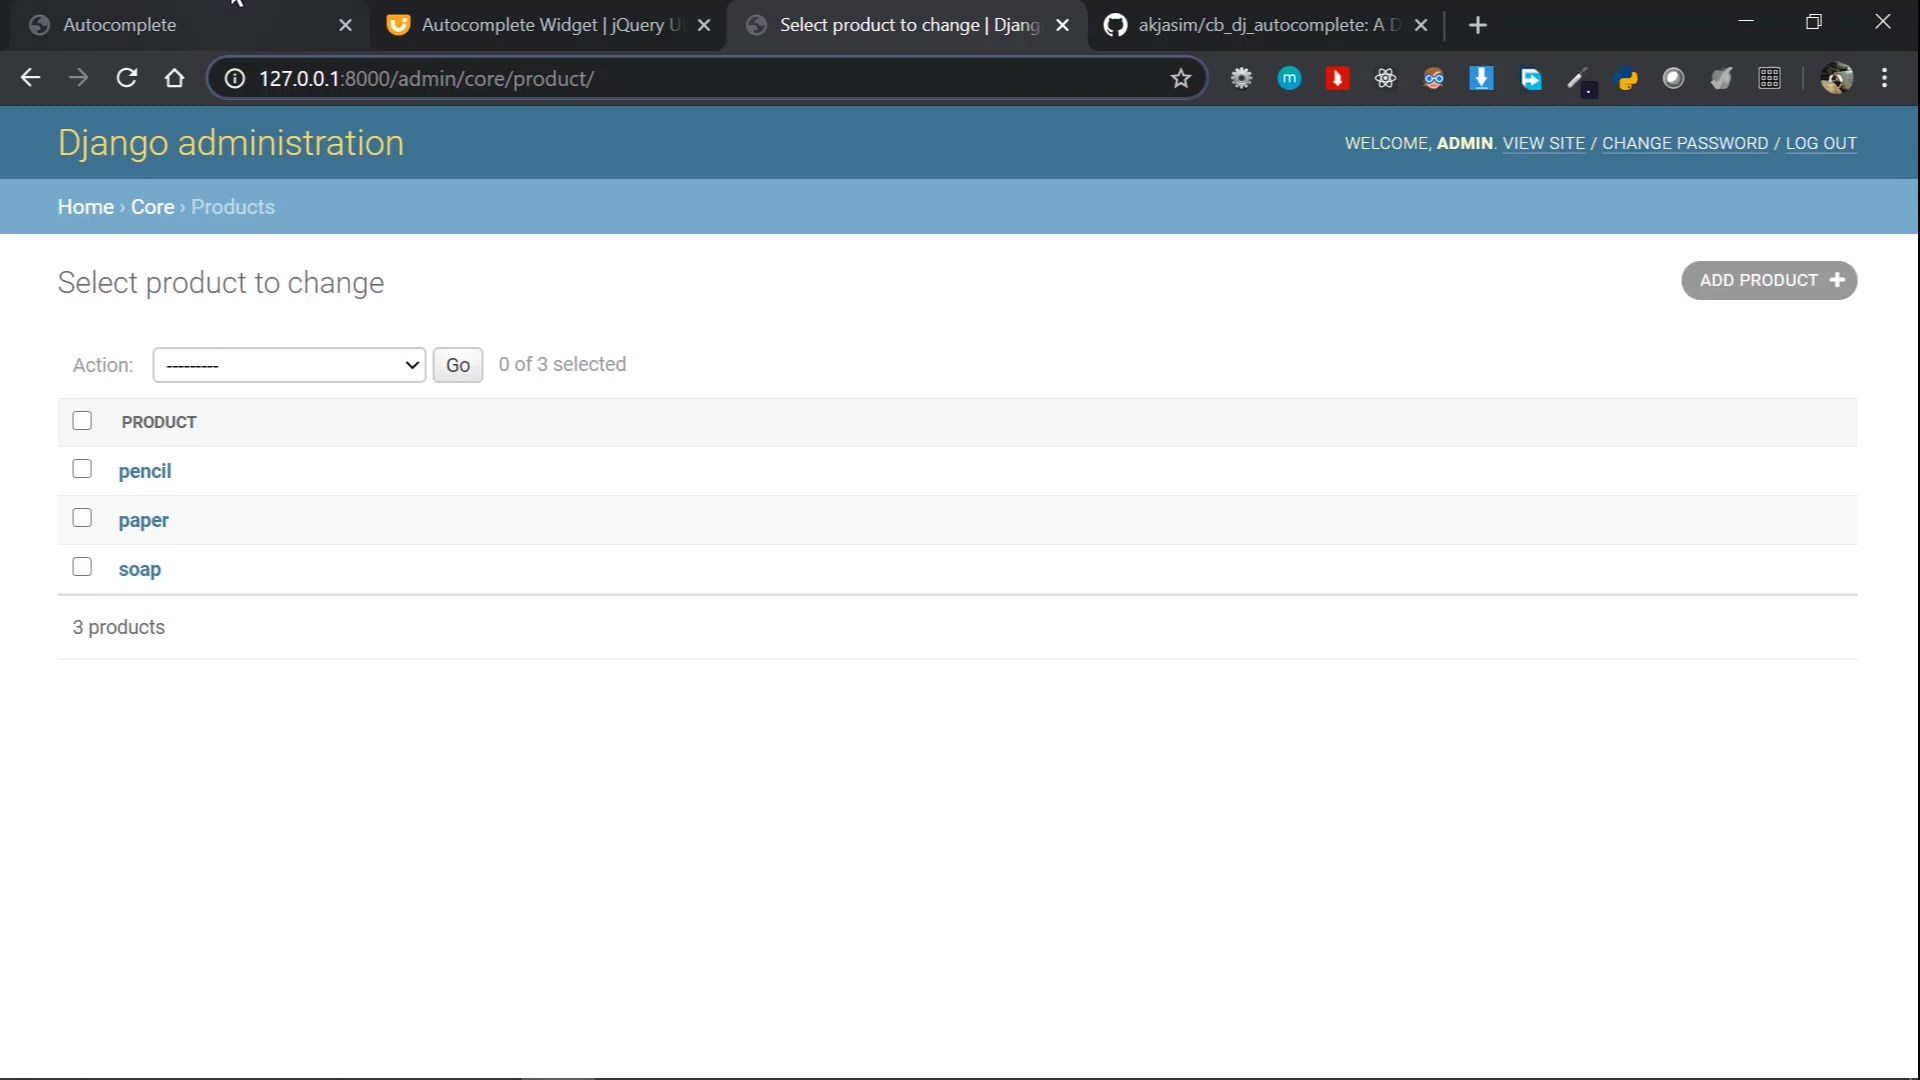 Autocomplete
Autocomplete Widget | jQuery U
Select product to change | Djang
akjasim/cb_dj_autocomplete: A D
127.0.0.1:8000/admin/core/product/
m
Django administration
WELCOME, ADMIN. VIEW SITE / CHANGE PASSWORD / LOG OUT
Home › Core › Products
Select product to change
ADD PRODUCT +
Action: --------- Go 0 of 3 selected
PRODUCT
pencil
paper
soap
3 products